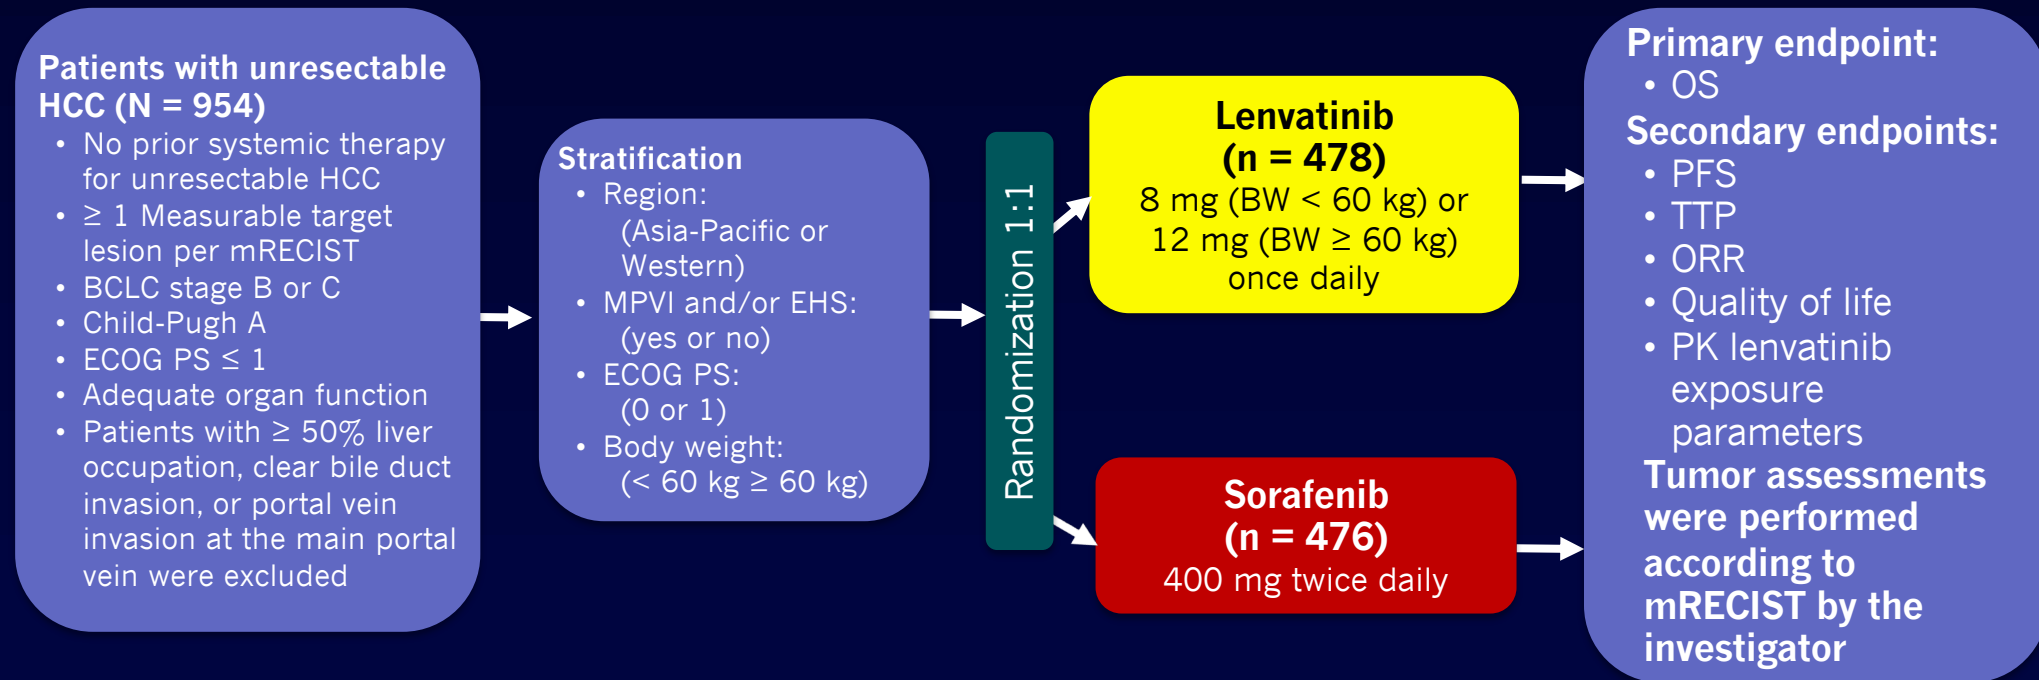 Patients with unresectable
HCC (N = 954)
• No prior systemic therapy
for unresectable HCC
• ≥ 1 Measurable target
lesion per mRECIST
• BCLC stage B or C
• Child-Pugh A
• ECOG PS ≤ 1
• Adequate organ function
• Patients with ≥ 50% liver
occupation, clear bile duct
invasion, or portal vein
invasion at the main portal
vein were excluded
Stratification
• Region:
(Asia-Pacific or
Western)
• MPVI and/or EHS:
(yes or no)
• ECOG PS:
(0 or 1)
• Body weight:
(< 60 kg ≥ 60 kg)
Randomization 1:1
Lenvatinib
(n = 478)
8 mg (BW < 60 kg) or
12 mg (BW ≥ 60 kg)
once daily
Sorafenib
(n = 476)
400 mg twice daily
Primary endpoint:
• OS
Secondary endpoints:
• PFS
• TTP
• ORR
• Quality of life
• PK lenvatinib
exposure
parameters
Tumor assessments
were performed
according to
mRECIST by the
investigator